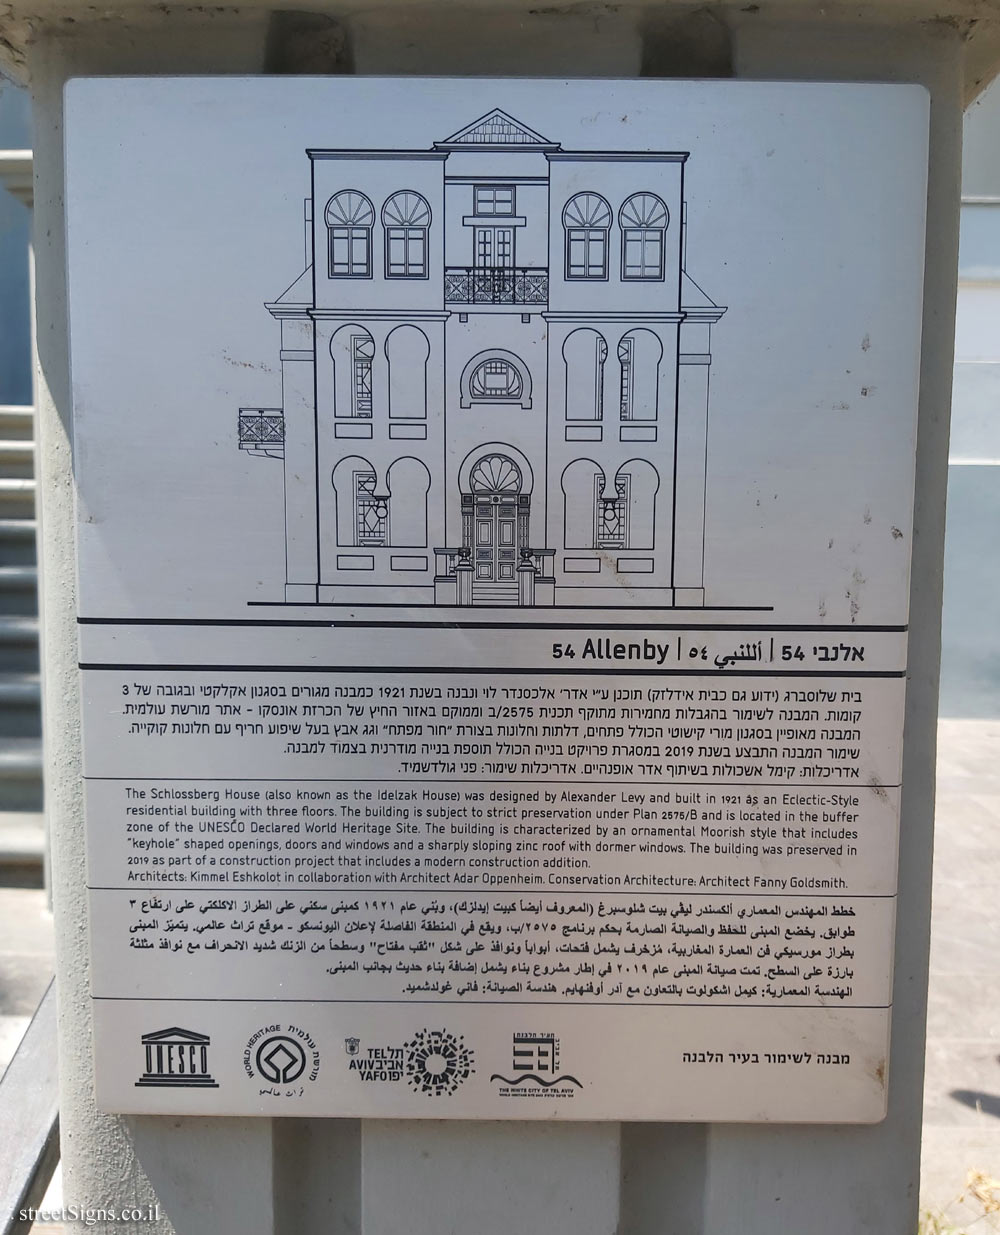 אלנבי 54 | أللنبي ٥٤ | 54 Allenby
בית שלוסברג (ידוע גם כבית אידלזק) תוכנן ע"י אדר' אלכסנדר לוי ונבנה בשנת 1921 כמבנה מגורים בסגנון אקלקטי ובגובה של 3
קומות. המבנה לשימור בהגבלות מחמירות מתוקף תכנית 2575/ב וממוקם באזור החיץ של הכרזת אונסקו - אתר מורשת עולמית.
המבנה מאופיין בסגנון מורי קישוטי הכולל פתחים, דלתות וחלונות בצורת "חור מפתח" וגג אבץ בעל שיפוע חריף עם חלונות קוקייה.
שימור המבנה התבצע בשנת 2019 במסגרת פרויקט בנייה הכולל תוספת בנייה מודרנית בצמוד למבנה.
אדריכלות: קימל אשכולות בשיתוף אדר אופנהיים. אדריכלות שימור: פני גולדשמיד.
The Schlossberg House (also known as the Idelzak House) was designed by Alexander Levy and built in 1921 as an Eclectic-Style
residential building with three floors. The building is subject to strict preservation under Plan 2575/B and is located in the buffer
zone of the UNESCO Declared World Heritage Site. The building is characterized by an ornamental Moorish style that includes
"keyhole" shaped openings, doors and windows and a sharply sloping zinc roof with dormer windows. The building was preserved in
2019 as part of a construction project that includes a modern construction addition.
Architects: Kimmel Eshkolot in collaboration with Architect Adar Oppenheim. Conservation Architecture: Architect Fanny Goldsmith.
خطط المهندس المعماري ألكسندر ليڤي بيت شلوسبرغ (المعروف أيضاً كبيت إيدلزك)، وبُني عام ١٩٢١ كمبنى سكني على الطراز الاكلكتي على ارتفاع ٣
طوابق. يخضع المبنى للحفظ والصيانة الصارمة بحكم برنامج ٢٥٧٥/ب، ويقع في المنطقة الفاصلة لإعلان اليونسكو - موقع تراث عالمي. يتميّز المبنى
بطراز مورسيكي فن العمارة المغاربية، مُزخرف يشمل فتحات، أبواباً ونوافذ على شكل "ثقب مفتاح" وسطحاً من الزنك شديد الانحراف مع نوافذ مثلثة
بارزة على السطح. تمت صيانة المبنى عام ٢٠١٩ في إطار مشروع بناء يشمل إضافة بناء حديث بجانب المبنى.
الهندسة المعمارية: كيمل اشكولوت بالتعاون مع آدر أوفنهايم. هندسة الصيانة: فاني غولدشميد.
מבנה לשימור בעיר הלבנה
UNESCO
WORLD HERITAGE מורשת עולמית تراث عالمي
TEL תל
AVIV אביב
YAFO יפו
העיר הלבנה
תל אביב
THE WHITE CITY OF TEL AVIV
streetSigns.co.il